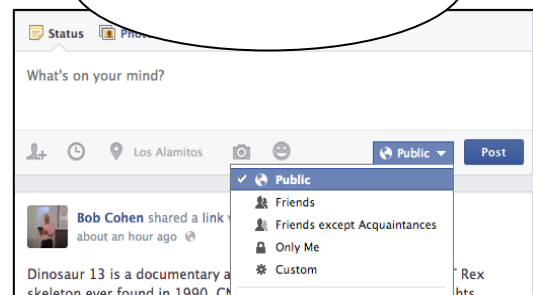 Status
What's on your mind?
Los Alamitos Public Post
Public
Friends
Friends except Acquaintances
Only Me
Custom
Bob Cohen shared a link
about an hour ago
Dinosaur 13 is a documentary a Rex
skeleton ever found in 1990.